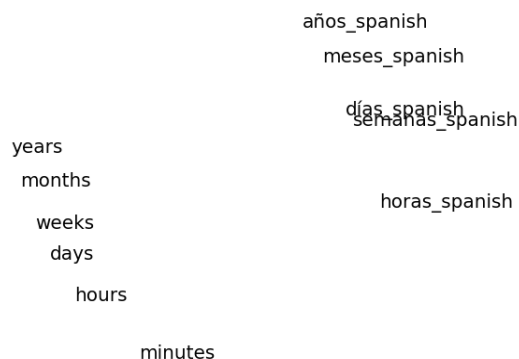 años_spanish
meses_spanish
días_spanish
semanas_spanish
years
months
horas_spanish
weeks
days
hours
minutes